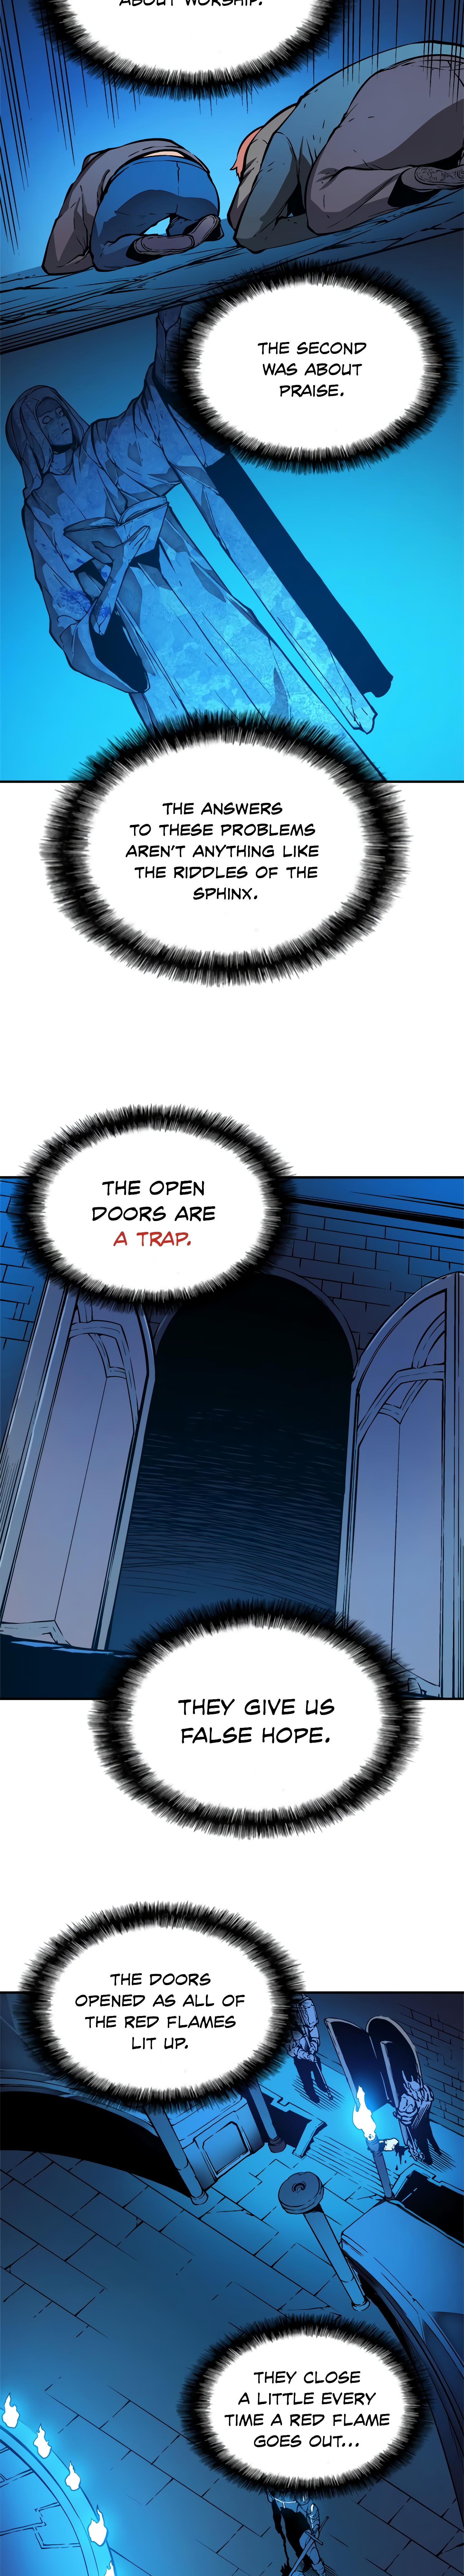 ABOUT WORSHIP.
THE SECOND
WAS ABOUT
PRAISE.
THE ANSWERS
TO THESE PROBLEMS
AREN'T ANYTHING LIKE
THE RIDDLES OF THE
SPHINX.
THE OPEN
DOORS ARE
A TRAP.
THEY GIVE US
FALSE HOPE.
THE DOORS
OPENED AS ALL OF
THE RED FLAMES
LIT UP.
THEY CLOSE
A LITTLE EVERY
TIME A RED FLAME
GOES OUT...